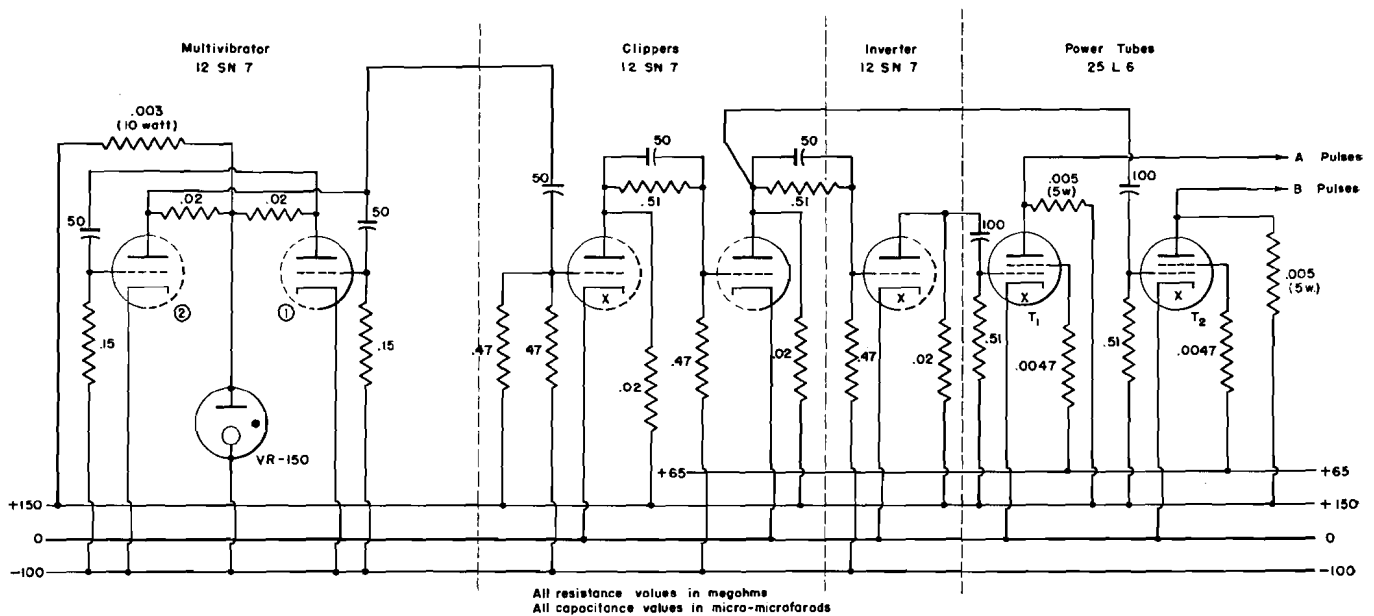 Multivibrator
12 SN 7
Clippers
12 SN 7
Inverter
12 SN 7
Power Tubes
25 L 6
.003
(10 watt)
50
.02
.02
50
50
50
.51
50
.51
100
100
.005
(5w)
A Pulses
B Pulses
②
①
X
X
X
T1
X
T2
.15
.15
.47
.47
.02
.47
.02
.47
.02
.51
.0047
.51
.0047
.005
(5w.)
VR-150
+65
+65
+150
+150
0
0
-100
-100
All resistance values in megohms
All capacitance values in micro-microfarods